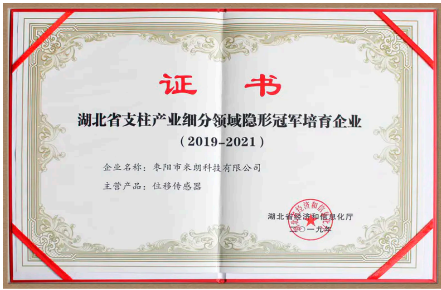 证 书
湖北省支柱产业细分领域隐形冠军培育企业
（2019-2021）
企业名称：枣阳市米朗科技有限公司
主营产品：位移传感器
湖北省经济和信息化厅
二〇一九年